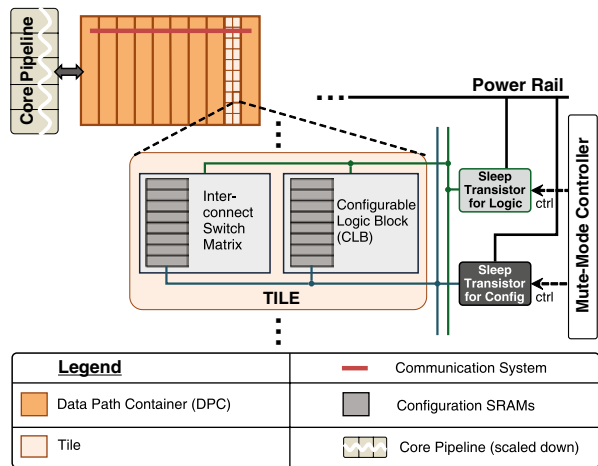 Core Pipeline
Power Rail
Inter-
connect
Switch
Matrix
Configurable
Logic Block
(CLB)
TILE
Sleep
Transistor
for Logic
ctrl
Sleep
Transistor
for Config
ctrl
Mute-Mode Controller
Legend
Communication System
Data Path Container (DPC)
Configuration SRAMs
Tile
Core Pipeline (scaled down)